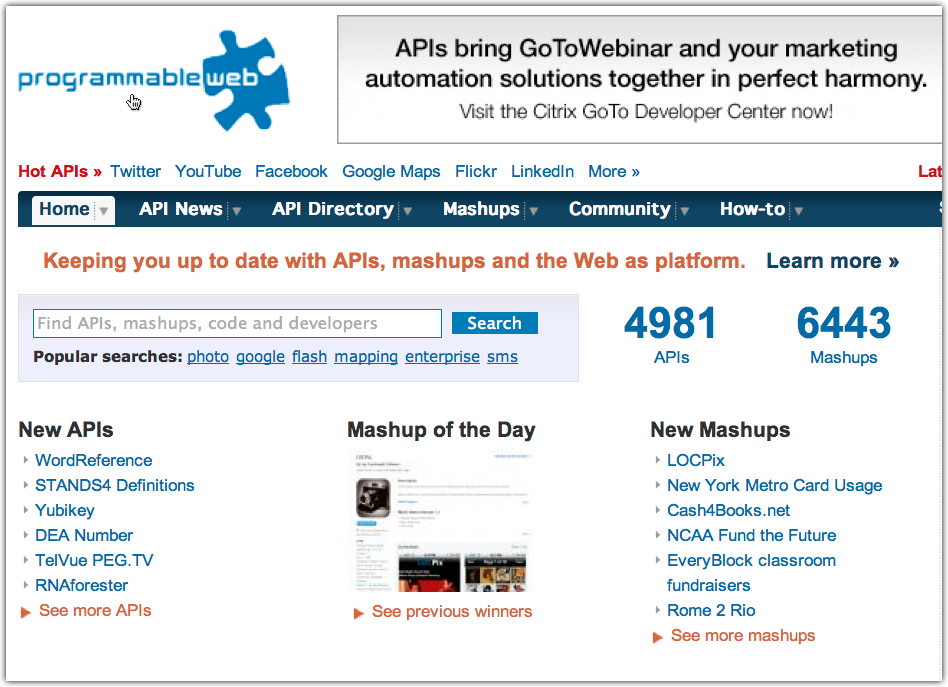 programmableweb
APIs bring GoToWebinar and your marketing
automation solutions together in perfect harmony.
Visit the Citrix GoTo Developer Center now!
Hot APIs » Twitter YouTube Facebook Google Maps Flickr LinkedIn More »
Home API News API Directory Mashups Community How-to
Keeping you up to date with APIs, mashups and the Web as platform. Learn more »
Find APIs, mashups, code and developers Search
Popular searches: photo google flash mapping enterprise sms
4981 6443
APIs Mashups
New APIs
WordReference
STANDS4 Definitions
Yubikey
DEA Number
TelVue PEG.TV
RNAforester
See more APIs
Mashup of the Day
LOCPix
See previous winners
New Mashups
LOCPix
New York Metro Card Usage
Cash4Books.net
NCAA Fund the Future
EveryBlock classroom
fundraisers
Rome 2 Rio
See more mashups